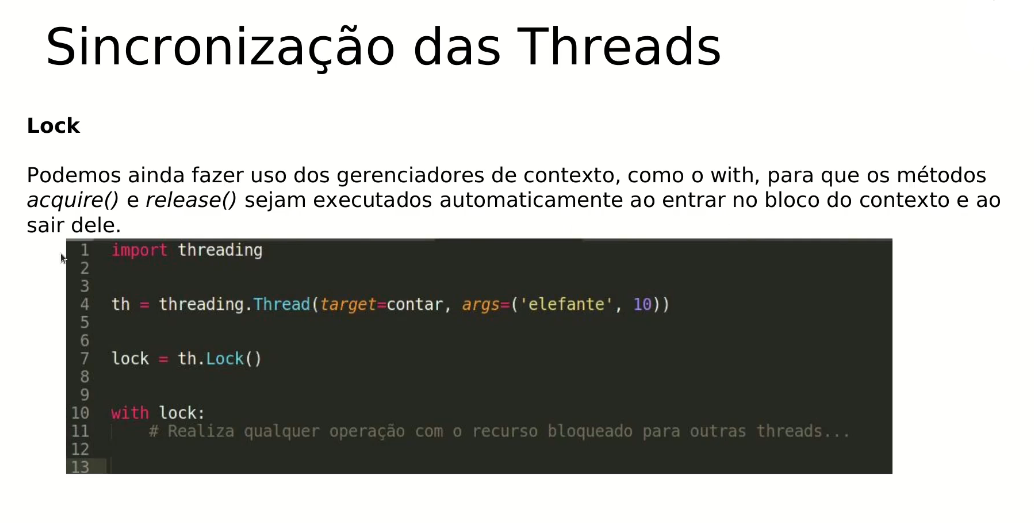 Sincronização das Threads
Lock
Podemos ainda fazer uso dos gerenciadores de contexto, como o with, para que os métodos
acquire() e release() sejam executados automaticamente ao entrar no bloco do contexto e ao
sair dele.
1 import threading
2
3
4 th = threading.Thread(target=contar, args=('elefante', 10))
5
6
7 lock = th.Lock()
8
9
10 with lock:
11 # Realiza qualquer operação com o recurso bloqueado para outras threads...
12
13